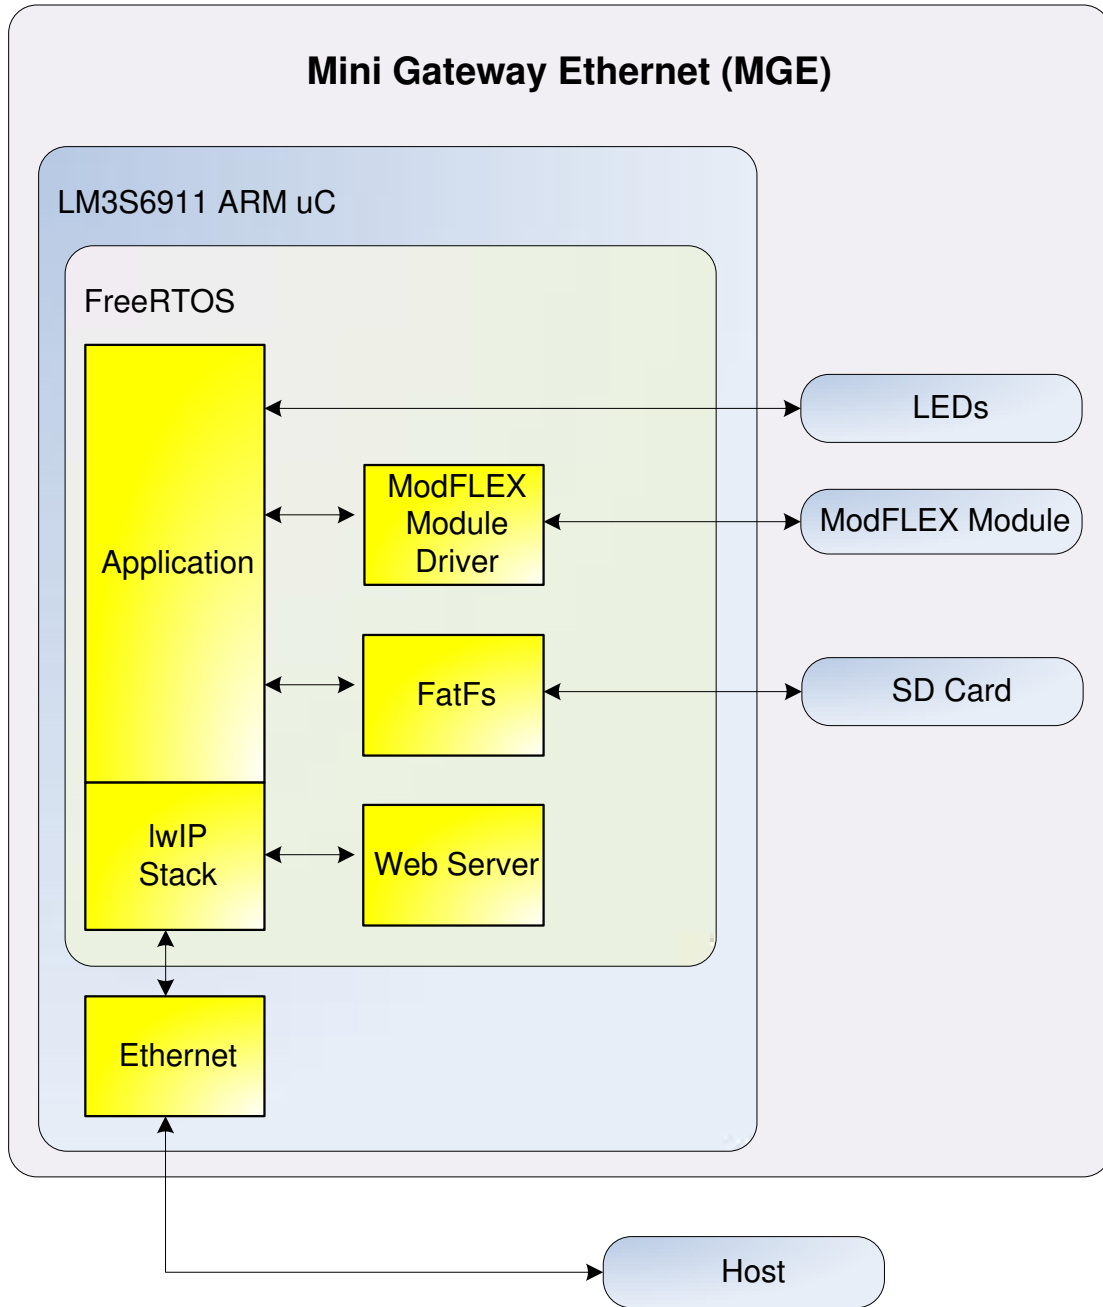 Mini Gateway Ethernet (MGE)
LM3S6911 ARM uC
FreeRTOS
LEDs
ModFLEX
Module
Driver
ModFLEX Module
Application
FatFs
SD Card
lwIP
Stack
Web Server
Ethernet
Host